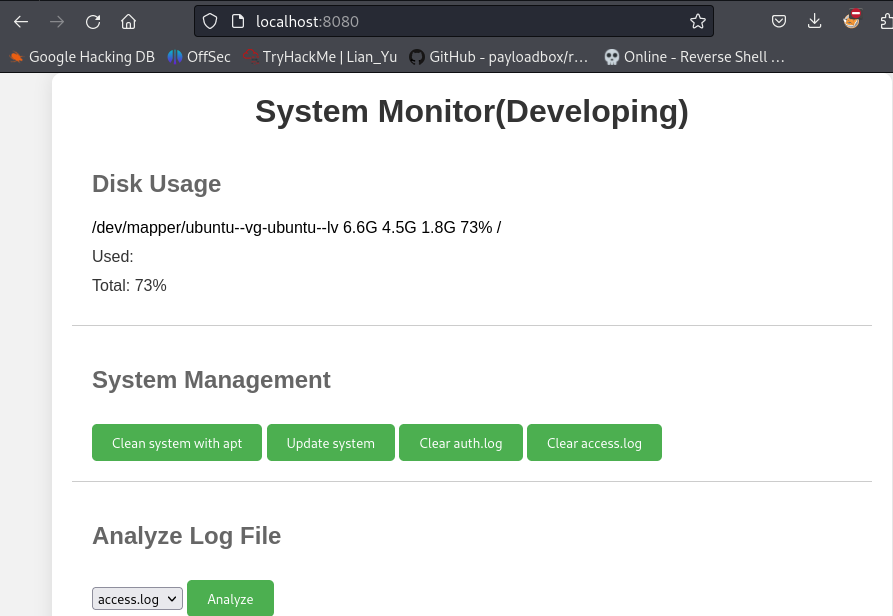 localhost:8080
Google Hacking DB OffSec TryHackMe | Lian_Yu GitHub - payloadbox/r… Online - Reverse Shell …
System Monitor(Developing)
Disk Usage
/dev/mapper/ubuntu--vg-ubuntu--lv 6.6G 4.5G 1.8G 73% /
Used:
Total: 73%
System Management
Clean system with apt Update system Clear auth.log Clear access.log
Analyze Log File
access.log Analyze